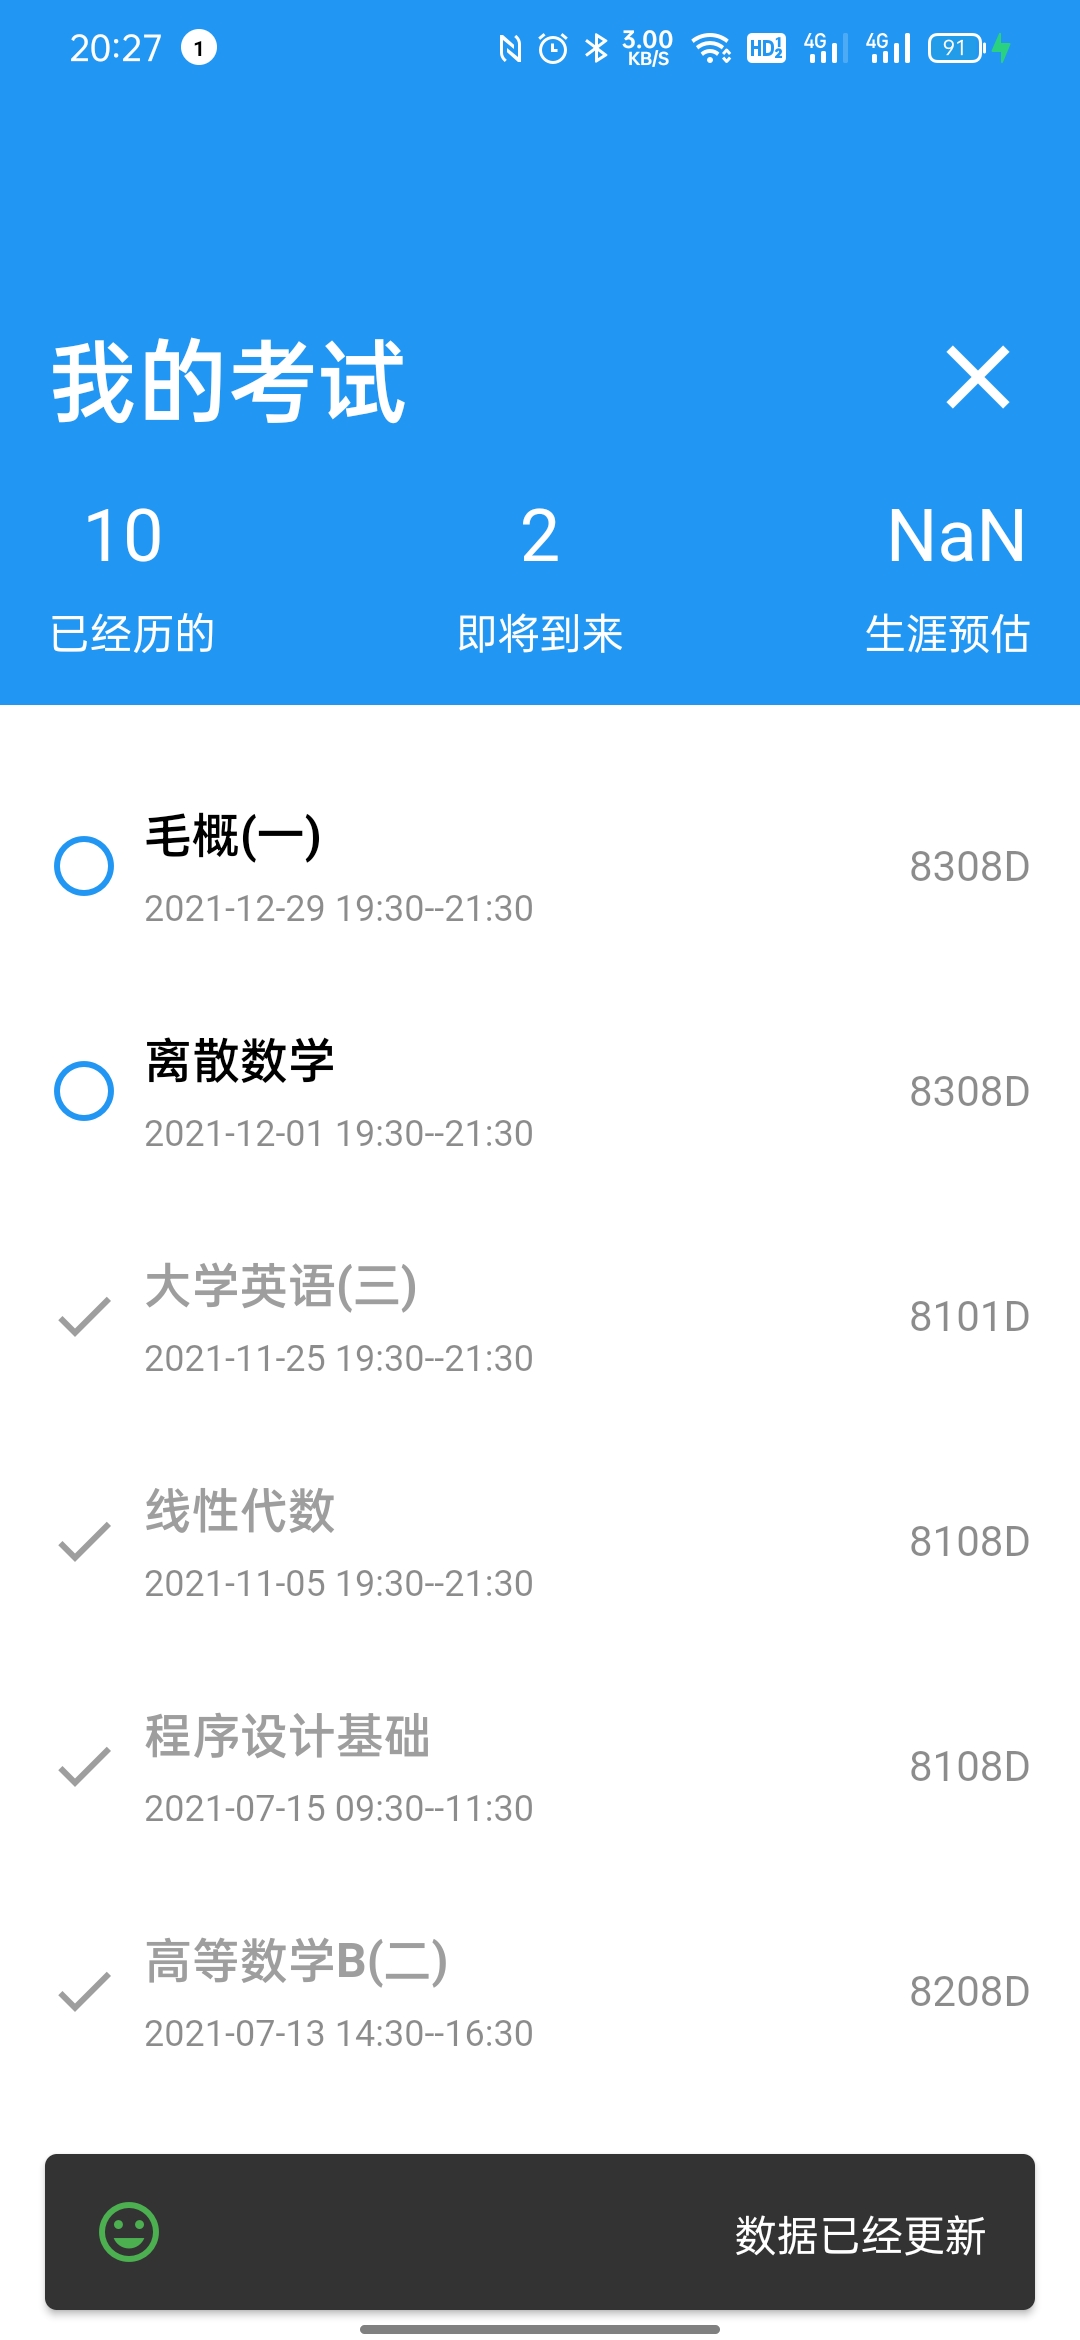 20:27 1 3.00 KB/S HD 1 2 4G 4G 91
我的考试
10 2 NaN
已经历的 即将到来 生涯预估
毛概(一)
8308D
2021-12-29 19:30--21:30
离散数学
8308D
2021-12-01 19:30--21:30
大学英语(三)
8101D
2021-11-25 19:30--21:30
线性代数
8108D
2021-11-05 19:30--21:30
程序设计基础
8108D
2021-07-15 09:30--11:30
高等数学B(二)
8208D
2021-07-13 14:30--16:30
数据已经更新